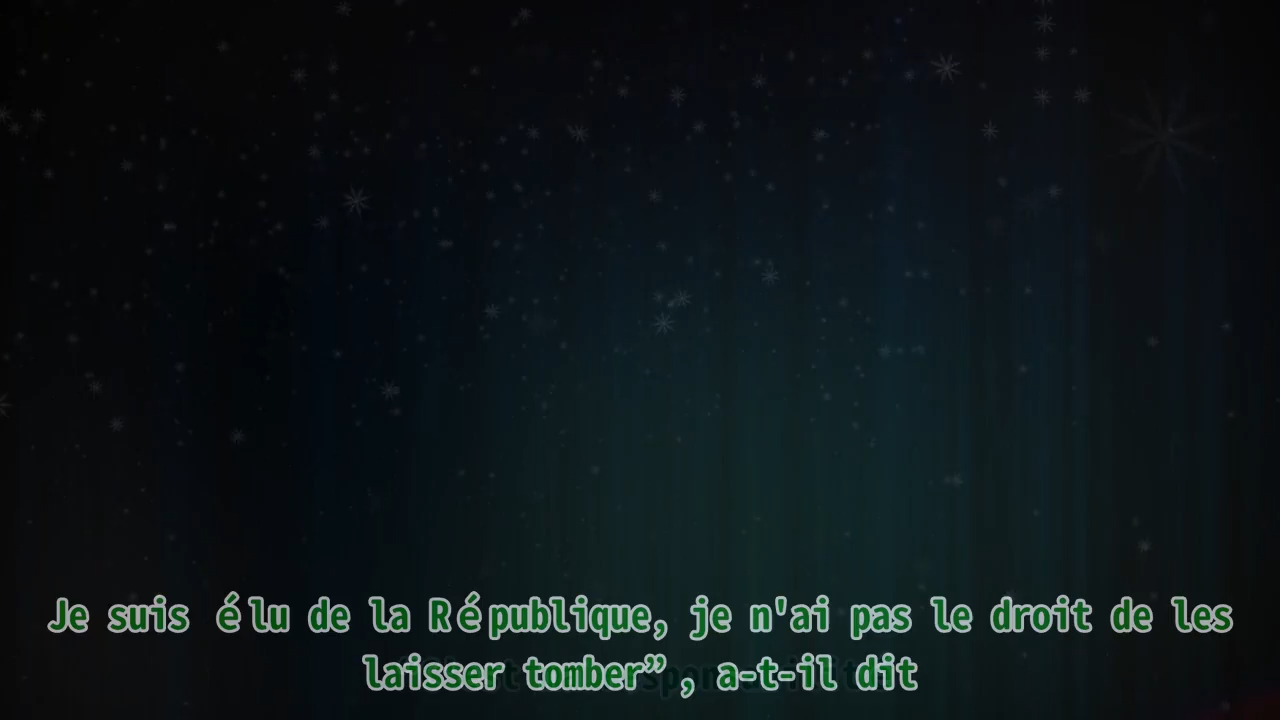 Je suis élu de la République, je n'ai pas le droit de les
laisser tomber”, a-t-il dit